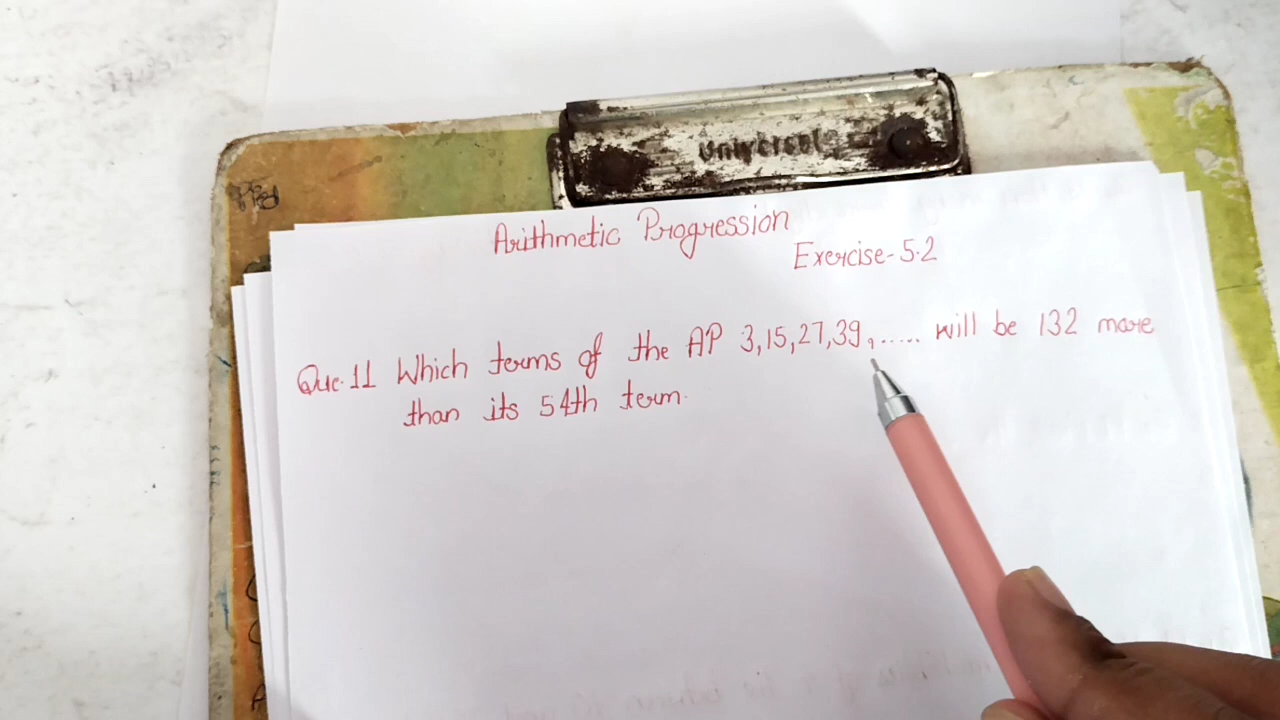 Universal
Arithmetic Progression
Exercise-5.2
Que.11 Which terms of the AP 3,15,27,39,..... will be 132 more
than its 54th term.